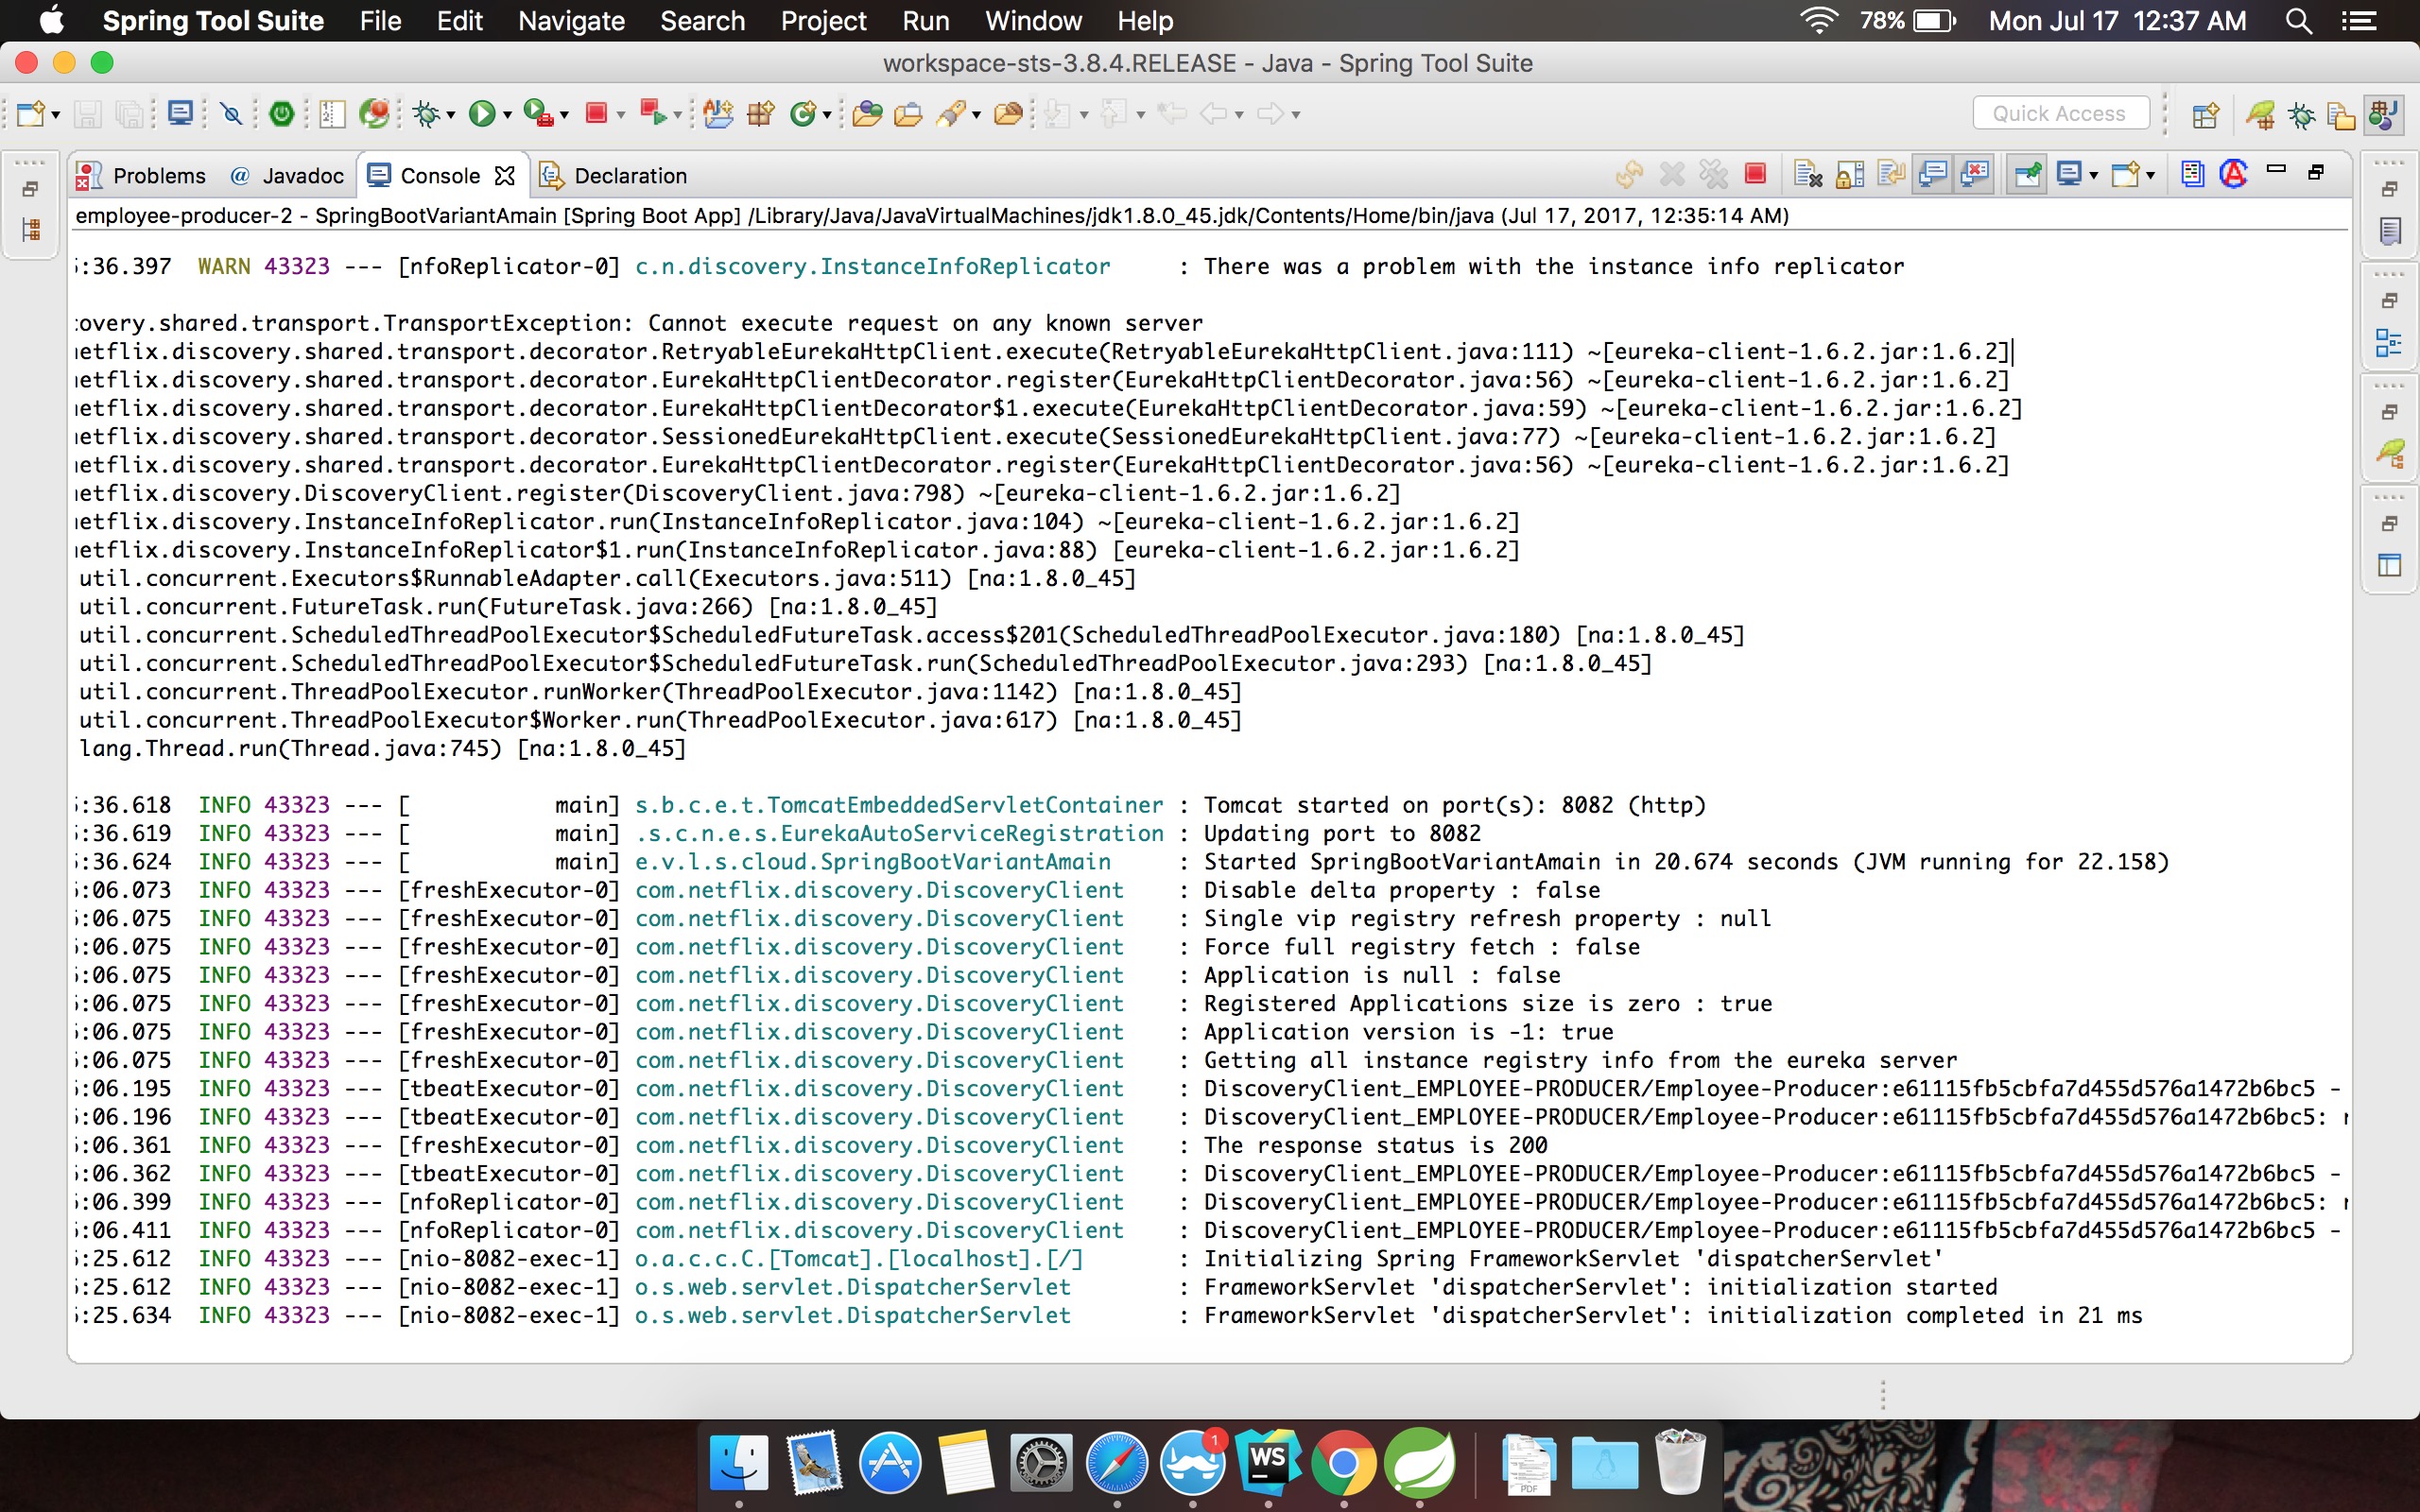 Spring Tool Suite File Edit Navigate Search Project Run Window Help 78% Mon Jul 17 12:37 AM
workspace-sts-3.8.4.RELEASE - Java - Spring Tool Suite
Quick Access
Problems @ Javadoc Console Declaration
employee-producer-2 - SpringBootVariantAmain [Spring Boot App] /Library/Java/JavaVirtualMachines/jdk1.8.0_45.jdk/Contents/Home/bin/java (Jul 17, 2017, 12:35:14 AM)
:36.397 WARN 43323 --- [nfoReplicator-0] c.n.discovery.InstanceInfoReplicator : There was a problem with the instance info replicator
overy.shared.transport.TransportException: Cannot execute request on any known server
etflix.discovery.shared.transport.decorator.RetryableEurekaHttpClient.execute(RetryableEurekaHttpClient.java:111) ~[eureka-client-1.6.2.jar:1.6.2]
etflix.discovery.shared.transport.decorator.EurekaHttpClientDecorator.register(EurekaHttpClientDecorator.java:56) ~[eureka-client-1.6.2.jar:1.6.2]
etflix.discovery.shared.transport.decorator.EurekaHttpClientDecorator$1.execute(EurekaHttpClientDecorator.java:59) ~[eureka-client-1.6.2.jar:1.6.2]
etflix.discovery.shared.transport.decorator.SessionedEurekaHttpClient.execute(SessionedEurekaHttpClient.java:77) ~[eureka-client-1.6.2.jar:1.6.2]
etflix.discovery.shared.transport.decorator.EurekaHttpClientDecorator.register(EurekaHttpClientDecorator.java:56) ~[eureka-client-1.6.2.jar:1.6.2]
etflix.discovery.DiscoveryClient.register(DiscoveryClient.java:798) ~[eureka-client-1.6.2.jar:1.6.2]
etflix.discovery.InstanceInfoReplicator.run(InstanceInfoReplicator.java:104) ~[eureka-client-1.6.2.jar:1.6.2]
etflix.discovery.InstanceInfoReplicator$1.run(InstanceInfoReplicator.java:88) [eureka-client-1.6.2.jar:1.6.2]
util.concurrent.Executors$RunnableAdapter.call(Executors.java:511) [na:1.8.0_45]
util.concurrent.FutureTask.run(FutureTask.java:266) [na:1.8.0_45]
util.concurrent.ScheduledThreadPoolExecutor$ScheduledFutureTask.access$201(ScheduledThreadPoolExecutor.java:180) [na:1.8.0_45]
util.concurrent.ScheduledThreadPoolExecutor$ScheduledFutureTask.run(ScheduledThreadPoolExecutor.java:293) [na:1.8.0_45]
util.concurrent.ThreadPoolExecutor.runWorker(ThreadPoolExecutor.java:1142) [na:1.8.0_45]
util.concurrent.ThreadPoolExecutor$Worker.run(ThreadPoolExecutor.java:617) [na:1.8.0_45]
lang.Thread.run(Thread.java:745) [na:1.8.0_45]
:36.618 INFO 43323 --- [ main] s.b.c.e.t.TomcatEmbeddedServletContainer : Tomcat started on port(s): 8082 (http)
:36.619 INFO 43323 --- [ main] .s.c.n.e.s.EurekaAutoServiceRegistration : Updating port to 8082
:36.624 INFO 43323 --- [ main] e.v.l.s.cloud.SpringBootVariantAmain : Started SpringBootVariantAmain in 20.674 seconds (JVM running for 22.158)
:06.073 INFO 43323 --- [freshExecutor-0] com.netflix.discovery.DiscoveryClient : Disable delta property : false
:06.075 INFO 43323 --- [freshExecutor-0] com.netflix.discovery.DiscoveryClient : Single vip registry refresh property : null
:06.075 INFO 43323 --- [freshExecutor-0] com.netflix.discovery.DiscoveryClient : Force full registry fetch : false
:06.075 INFO 43323 --- [freshExecutor-0] com.netflix.discovery.DiscoveryClient : Application is null : false
:06.075 INFO 43323 --- [freshExecutor-0] com.netflix.discovery.DiscoveryClient : Registered Applications size is zero : true
:06.075 INFO 43323 --- [freshExecutor-0] com.netflix.discovery.DiscoveryClient : Application version is -1: true
:06.075 INFO 43323 --- [freshExecutor-0] com.netflix.discovery.DiscoveryClient : Getting all instance registry info from the eureka server
:06.195 INFO 43323 --- [tbeatExecutor-0] com.netflix.discovery.DiscoveryClient : DiscoveryClient_EMPLOYEE-PRODUCER/Employee-Producer:e61115fb5cbfa7d455d576a1472b6bc5 -
:06.196 INFO 43323 --- [tbeatExecutor-0] com.netflix.discovery.DiscoveryClient : DiscoveryClient_EMPLOYEE-PRODUCER/Employee-Producer:e61115fb5cbfa7d455d576a1472b6bc5:
:06.361 INFO 43323 --- [freshExecutor-0] com.netflix.discovery.DiscoveryClient : The response status is 200
:06.362 INFO 43323 --- [tbeatExecutor-0] com.netflix.discovery.DiscoveryClient : DiscoveryClient_EMPLOYEE-PRODUCER/Employee-Producer:e61115fb5cbfa7d455d576a1472b6bc5 -
:06.399 INFO 43323 --- [nfoReplicator-0] com.netflix.discovery.DiscoveryClient : DiscoveryClient_EMPLOYEE-PRODUCER/Employee-Producer:e61115fb5cbfa7d455d576a1472b6bc5:
:06.411 INFO 43323 --- [nfoReplicator-0] com.netflix.discovery.DiscoveryClient : DiscoveryClient_EMPLOYEE-PRODUCER/Employee-Producer:e61115fb5cbfa7d455d576a1472b6bc5 -
:25.612 INFO 43323 --- [nio-8082-exec-1] o.a.c.c.C.[Tomcat].[localhost].[/] : Initializing Spring FrameworkServlet 'dispatcherServlet'
:25.612 INFO 43323 --- [nio-8082-exec-1] o.s.web.servlet.DispatcherServlet : FrameworkServlet 'dispatcherServlet': initialization started
:25.634 INFO 43323 --- [nio-8082-exec-1] o.s.web.servlet.DispatcherServlet : FrameworkServlet 'dispatcherServlet': initialization completed in 21 ms
1
WS
PDF